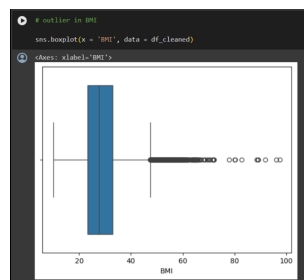 # outlier in BMI
sns.boxplot(x = 'BMI', data = df_cleaned)
<Axes: xlabel='BMI'>
20
40
60
80
100
BMI